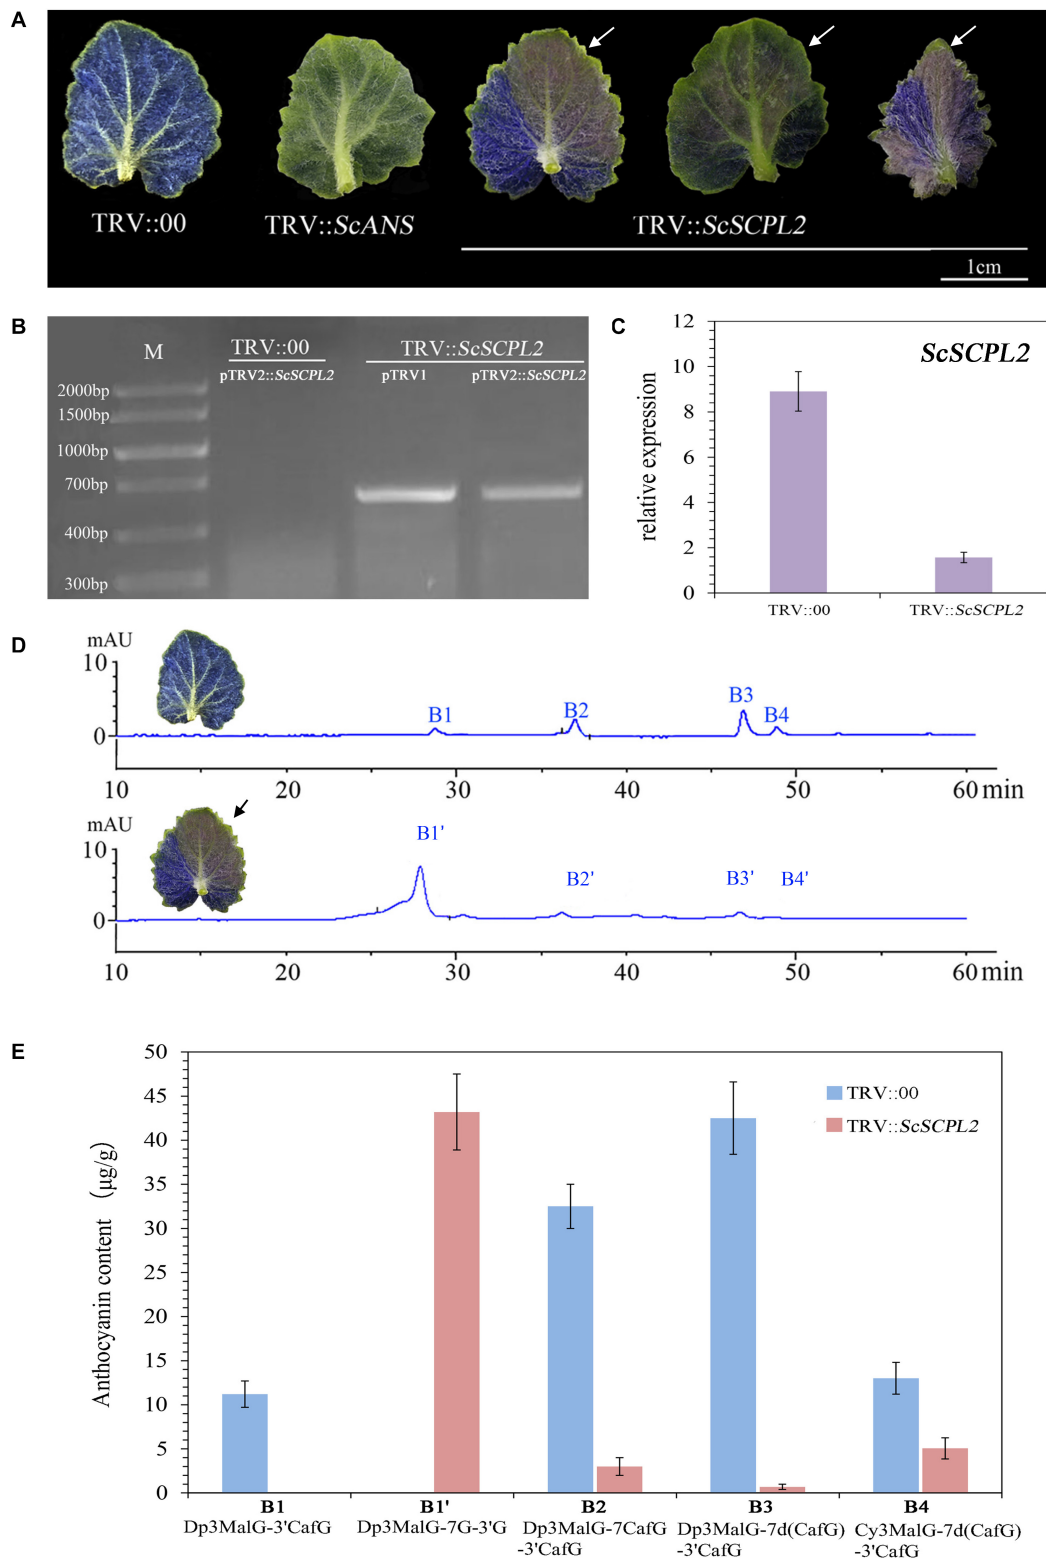 A
TRV::00
TRV::ScANS
TRV::ScSCPL2
1cm
B
M
TRV::00
TRV::ScSCPL2
pTRV2::ScSCPL2
pTRV1
pTRV2::ScSCPL2
2000bp
1500bp
1000bp
700bp
400bp
300bp
C
ScSCPL2
relative expression
12
10
8
6
4
2
0
TRV::00
TRV::ScSCPL2
D
mAU
10
0
B1
B2
B3
B4
10
20
30
40
50
60 min
mAU
10
0
B1'
B2'
B3'
B4'
10
20
30
40
50
60 min
E
Anthocyanin content (μg/g)
50
45
40
35
30
25
20
15
10
5
0
TRV::00
TRV::ScSCPL2
B1
Dp3MalG-3'CafG
B1'
Dp3MalG-7G-3'G
B2
Dp3MalG-7CafG
-3'CafG
B3
Dp3MalG-7d(CafG)
-3'CafG
B4
Cy3MalG-7d(CafG)
-3'CafG